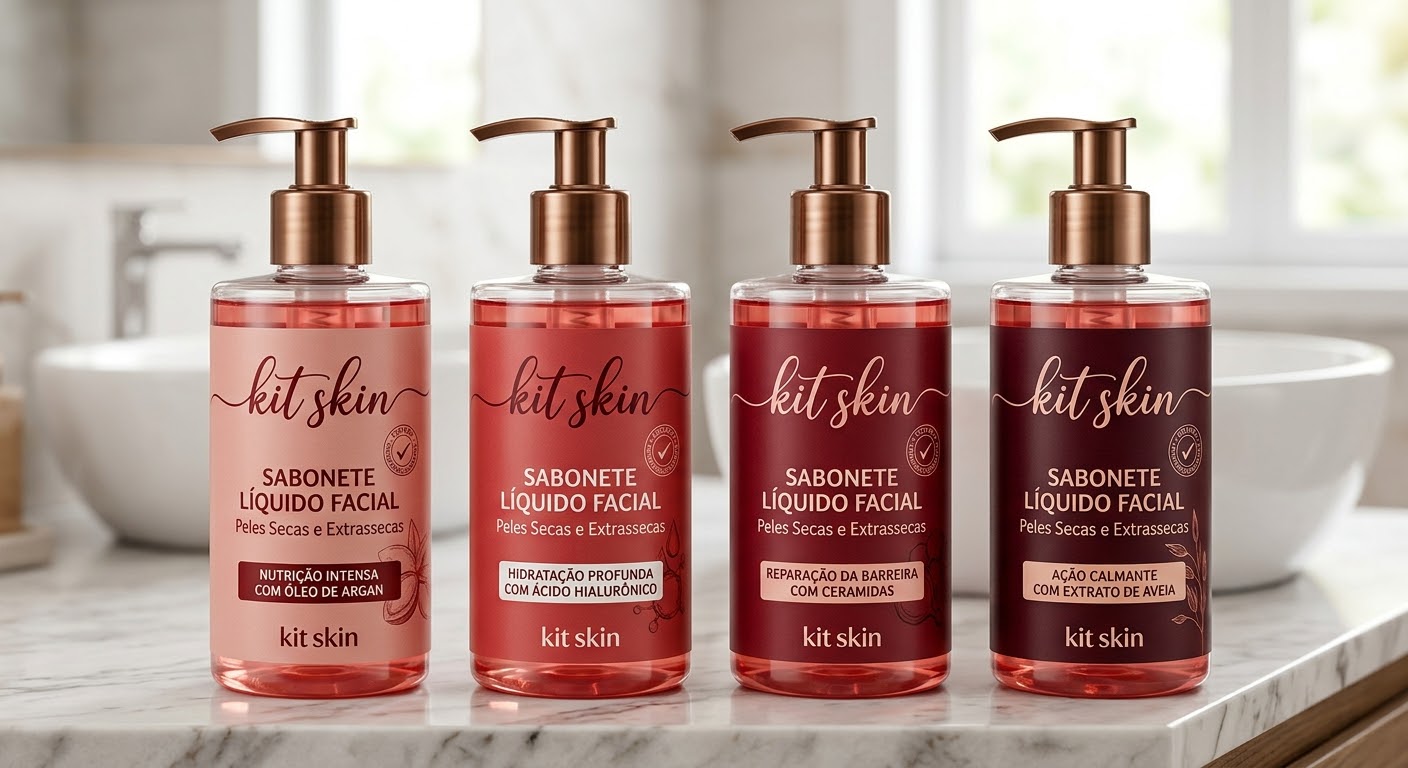 kit skin
SABONETE
LÍQUIDO FACIAL
Peles Secas e Extrassecas
NUTRIÇÃO INTENSA
COM ÓLEO DE ARGAN
kit skin
kit skin
SABONETE
LÍQUIDO FACIAL
Peles Secas e Extrassecas
HIDRATAÇÃO PROFUNDA
COM ÁCIDO HIALURÔNICO
kit skin
kit skin
SABONETE
LÍQUIDO FACIAL
Peles Secas e Extrassecas
REPARAÇÃO DA BARREIRA
COM CERAMIDAS
kit skin
kit skin
SABONETE
LÍQUIDO FACIAL
Peles Secas e Extrassecas
AÇÃO CALMANTE
COM EXTRATO DE AVEIA
kit skin